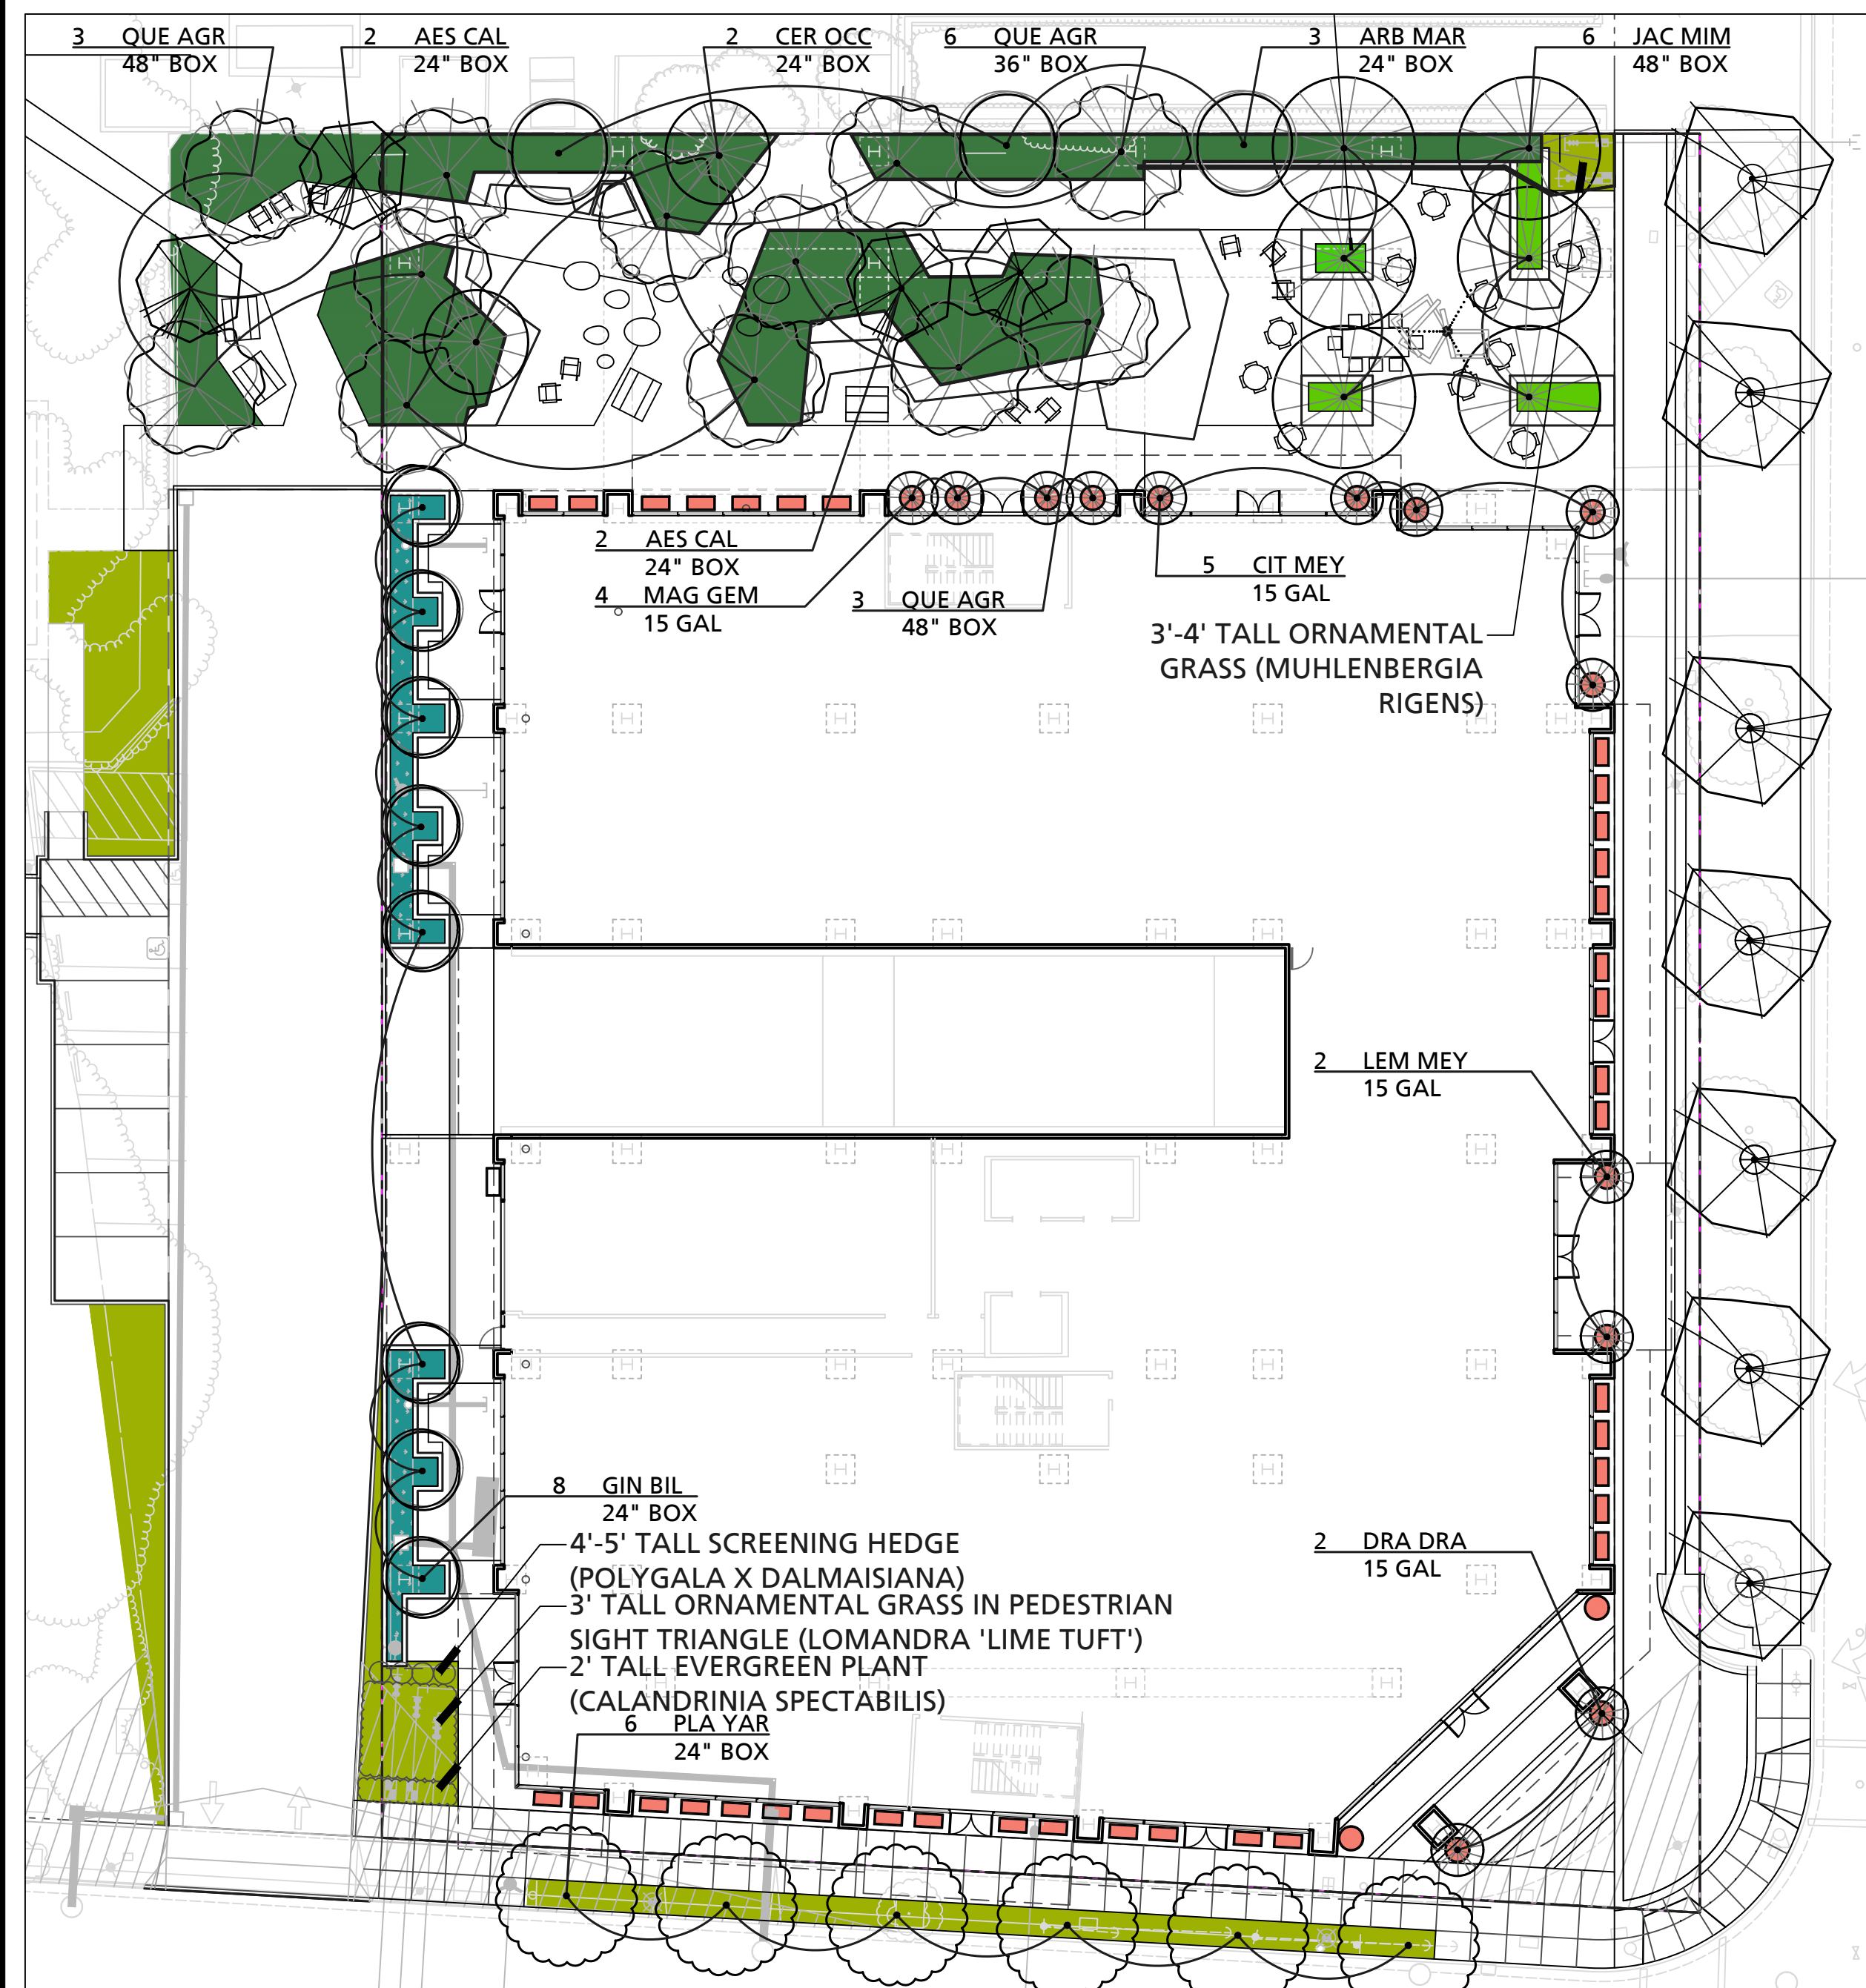 3 QUE AGR
48" BOX
2 AES CAL
24" BOX
2 CER OCC
24" BOX
6 QUE AGR
36" BOX
3 ARB MAR
24" BOX
6 JAC MIM
48" BOX
2 AES CAL
24" BOX
4 MAG GEM
15 GAL
3 QUE AGR
48" BOX
5 CIT MEY
15 GAL
3'-4' TALL ORNAMENTAL
GRASS (MUHLENBERGIA
RIGENS)
2 LEM MEY
15 GAL
8 GIN BIL
24" BOX
4'-5' TALL SCREENING HEDGE
(POLYGALA X DALMAISIANA)
3' TALL ORNAMENTAL GRASS IN PEDESTRIAN
SIGHT TRIANGLE (LOMANDRA 'LIME TUFT')
2' TALL EVERGREEN PLANT
(CALANDRINIA SPECTABILIS)
6 PLA YAR
24" BOX
2 DRA DRA
15 GAL